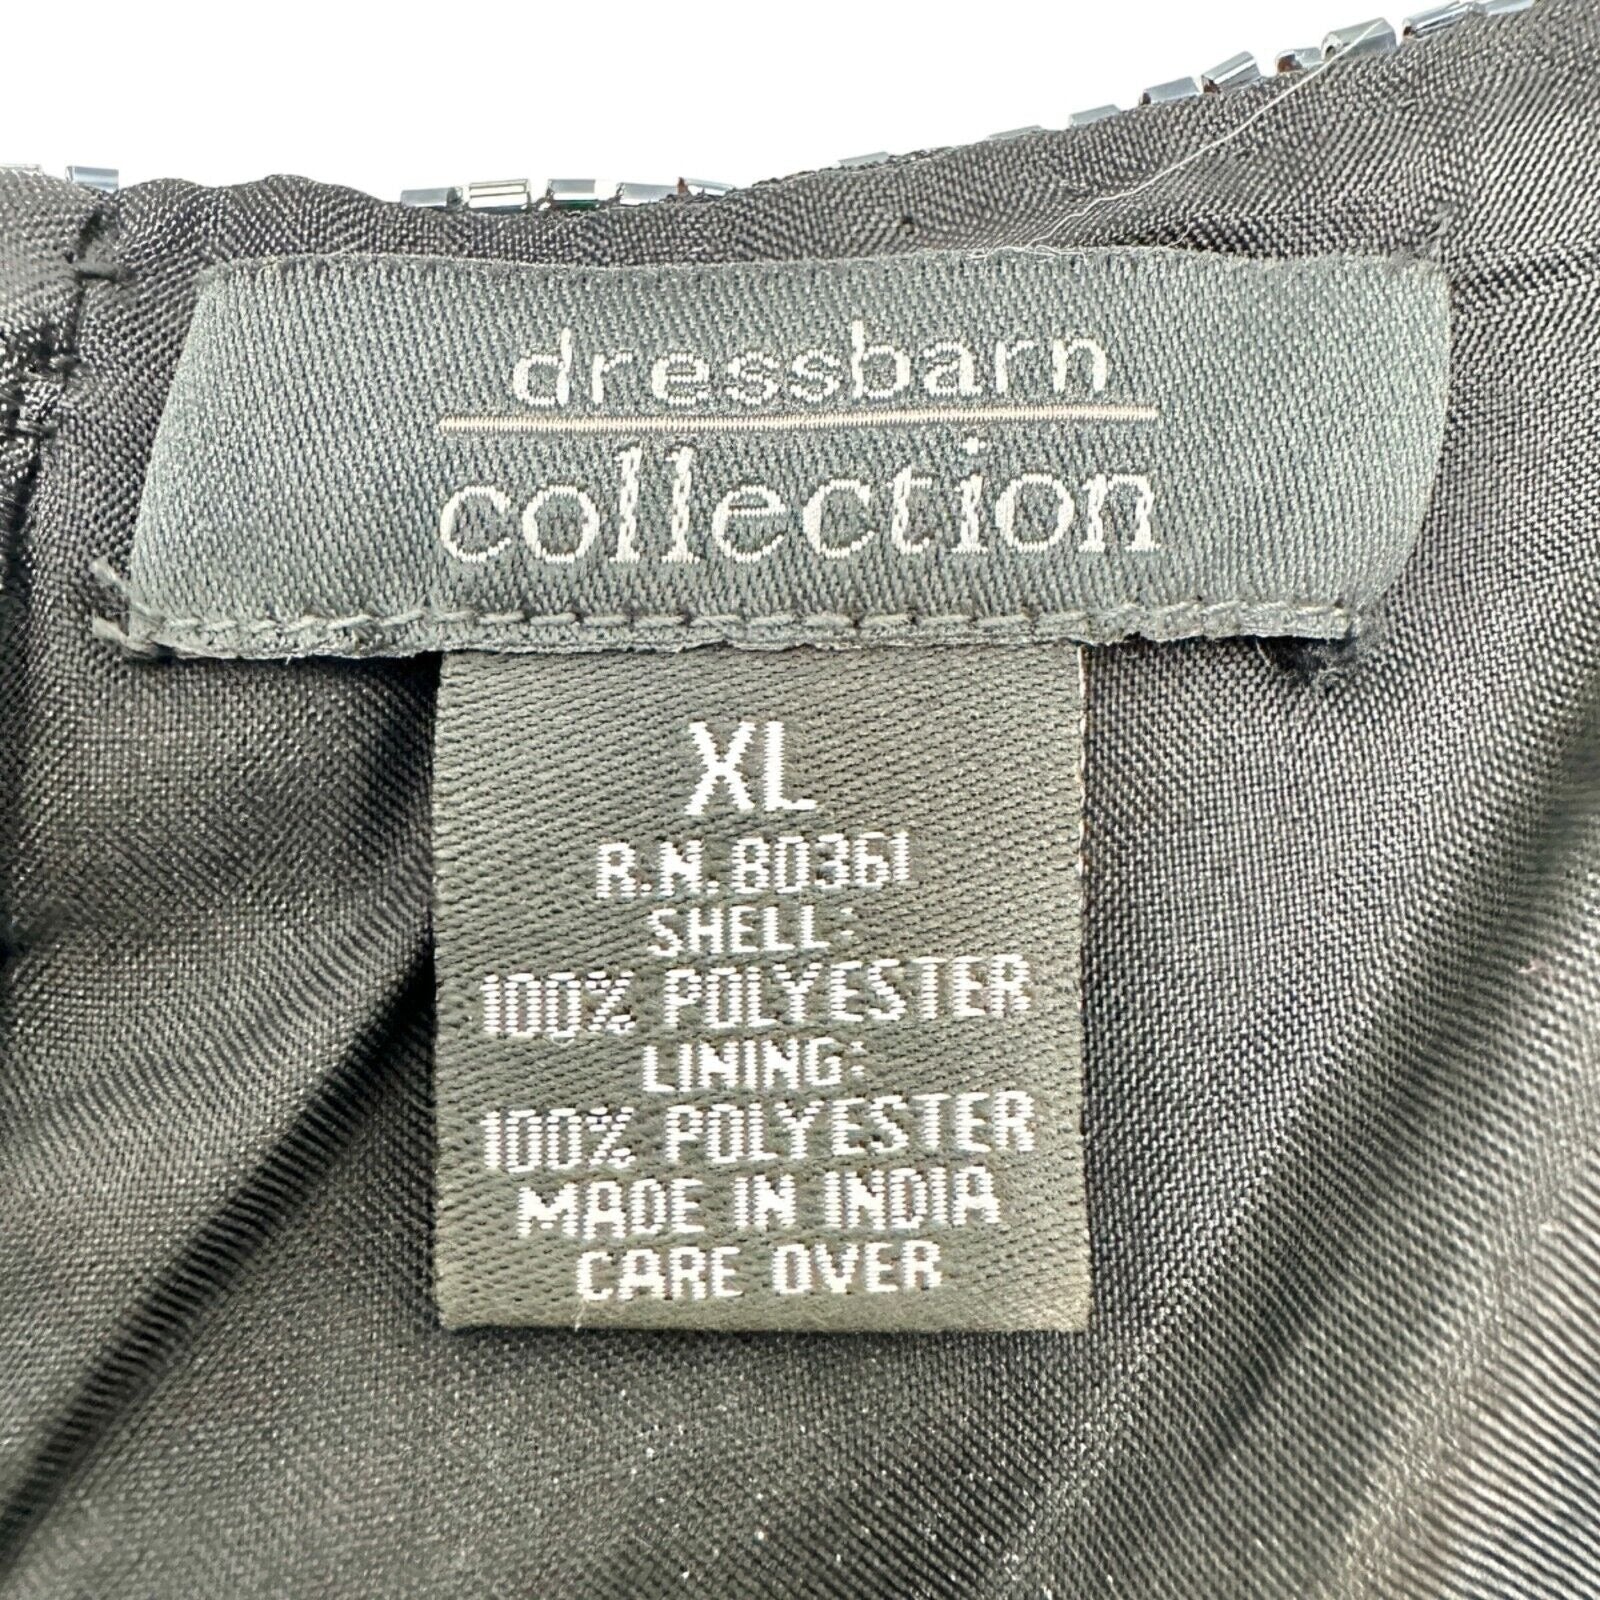 dressbarn
collection
XL
R.N. 80361
SHELL:
100% POLYESTER
LINING:
100% POLYESTER
MADE IN INDIA
CARE OVER